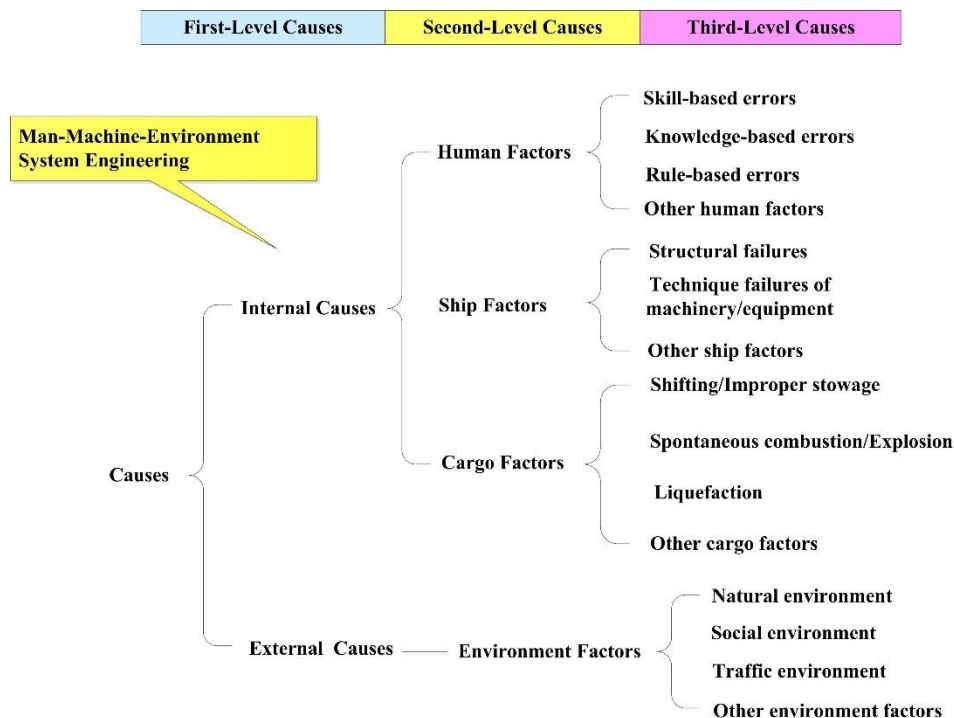 First-Level Causes
Second-Level Causes
Third-Level Causes
Man-Machine-Environment
System Engineering
Causes
Internal Causes
Human Factors
Skill-based errors
Knowledge-based errors
Rule-based errors
Other human factors
Ship Factors
Structural failures
Technique failures of
machinery/equipment
Other ship factors
Cargo Factors
Shifting/Improper stowage
Spontaneous combustion/Explosion
Liquefaction
Other cargo factors
External Causes
Environment Factors
Natural environment
Social environment
Traffic environment
Other environment factors